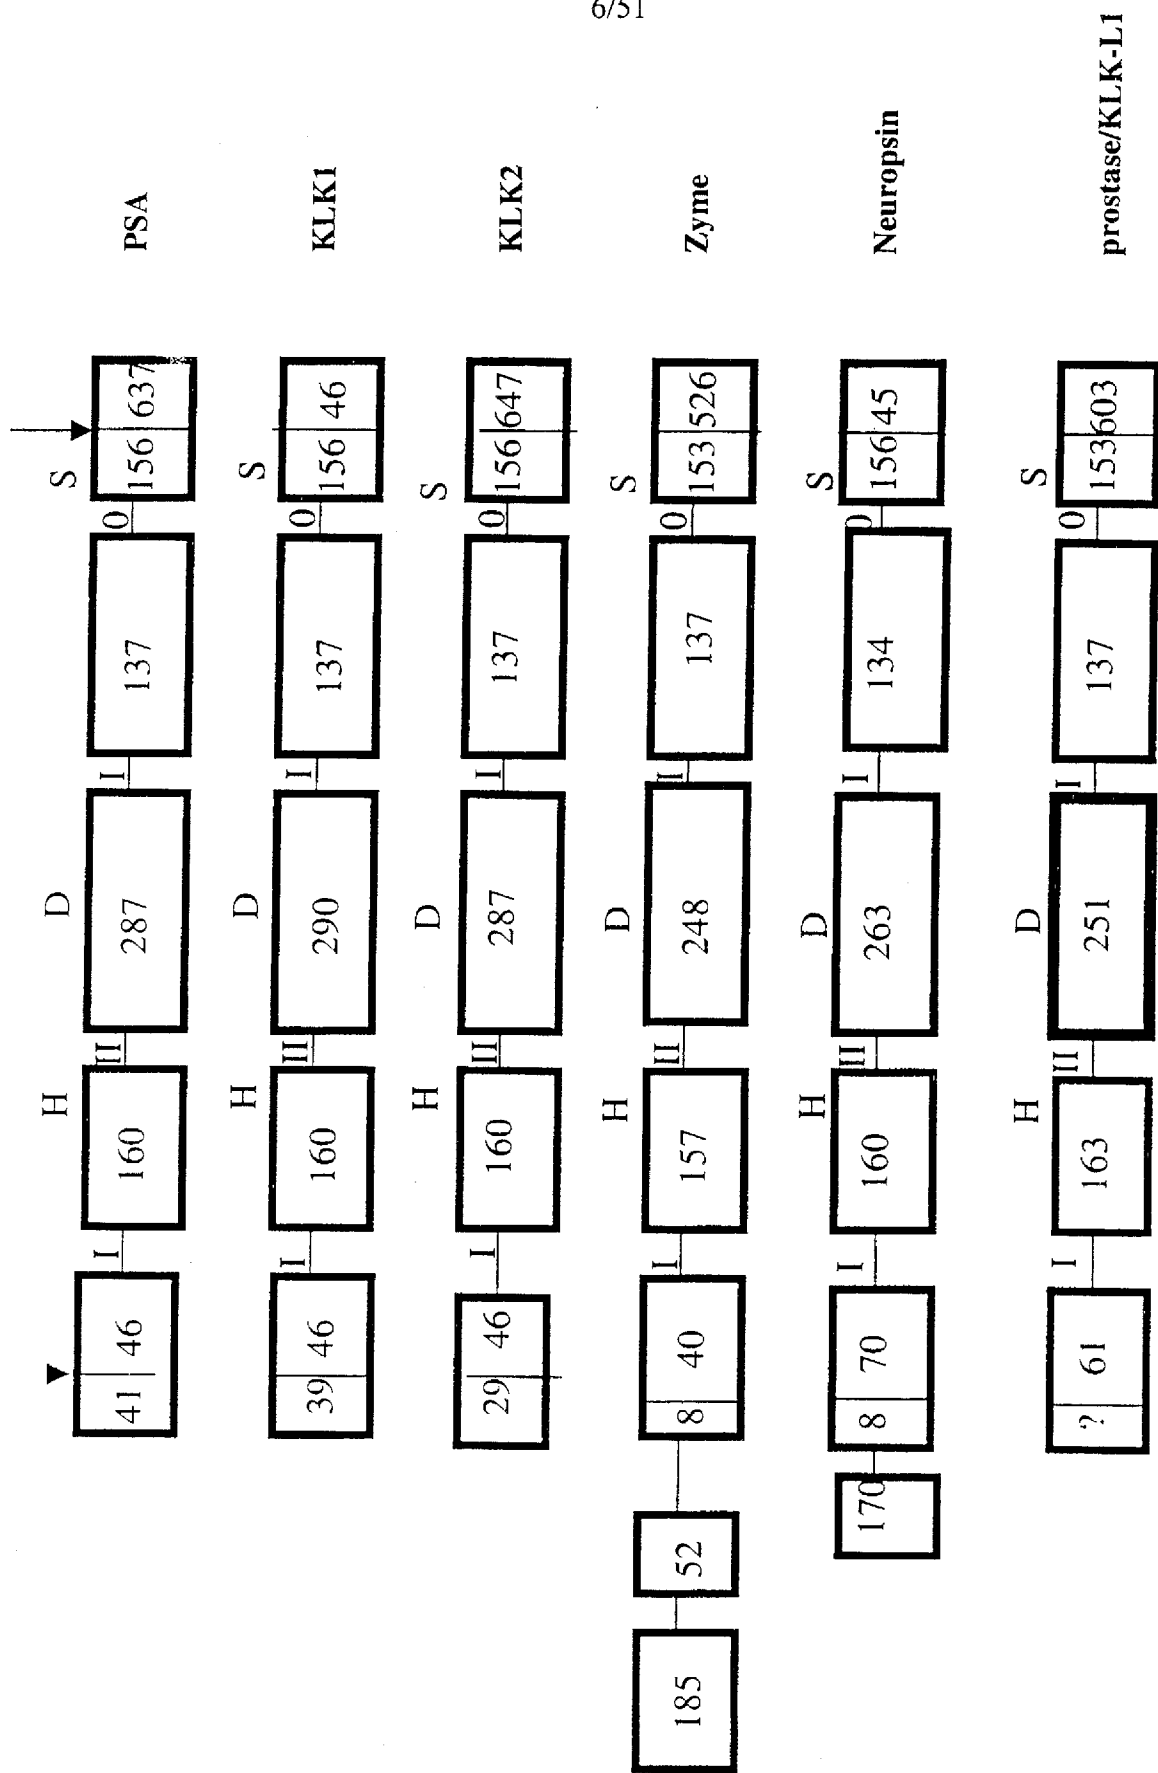 6/51
H D S
41 46 I 160 II 287 I 137 0 156 637 PSA
H D S
39 46 I 160 II 290 I 137 0 156 46 KLK1
H D S
29 46 I 160 II 287 I 137 0 156 647 KLK2
H D S
185 52 8 40 I 157 II 248 II 137 0 153 526 Zyme
H D S
170 8 70 I 160 II 263 I 134 0 156 45 Neuropsin
H D S
? 61 I 163 II 251 I 137 0 153 603 prostase/KLK-L1